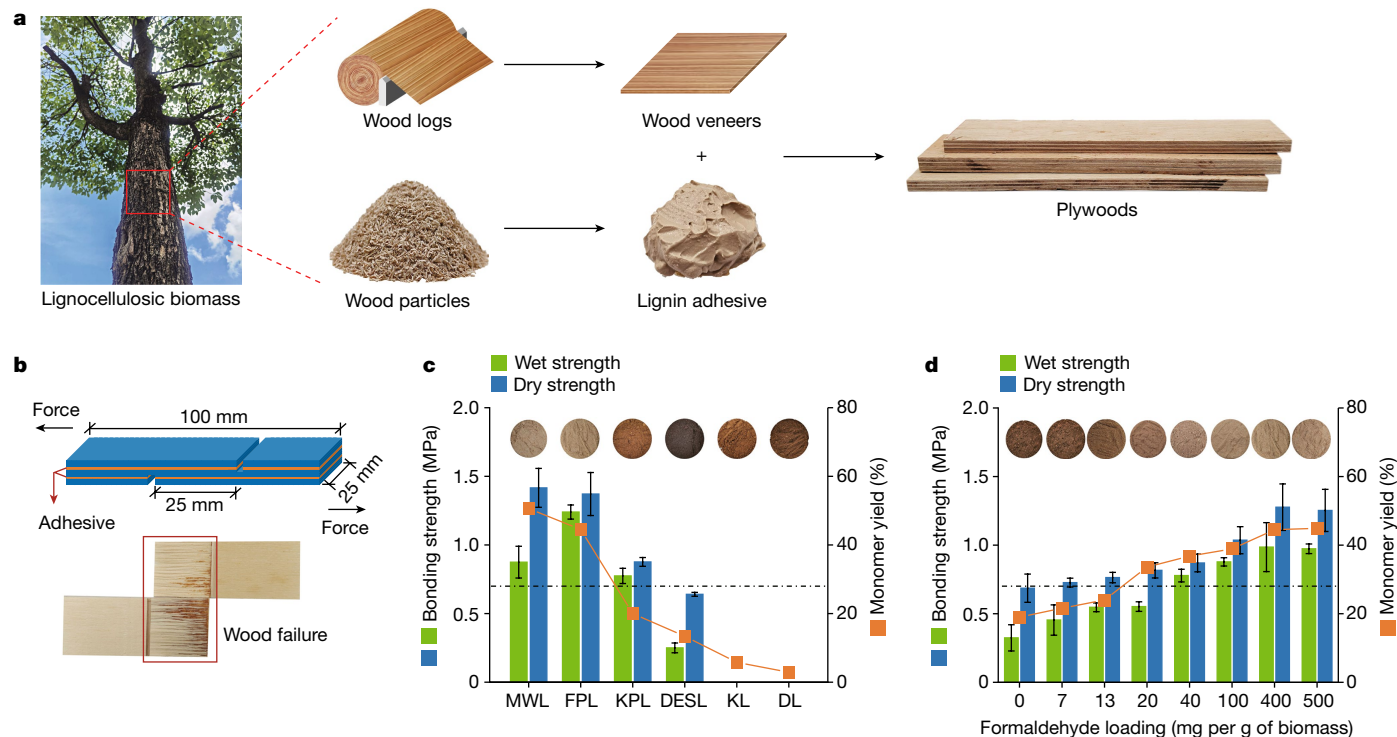 a
Lignocellulosic biomass
Wood logs
Wood veneers
+
Wood particles
Lignin adhesive
Plywoods
b
Force
100 mm
25 mm
25 mm
Adhesive
Force
Wood failure
c
Wet strength
Dry strength
Bonding strength (MPa)
2.0
1.5
1.0
0.5
0
80
60
40
20
0
Monomer yield (%)
MWL FPL KPL DESL KL DL
d
Wet strength
Dry strength
Bonding strength (MPa)
2.0
1.5
1.0
0.5
0
80
60
40
20
0
Monomer yield (%)
0 7 13 20 40 100 400 500
Formaldehyde loading (mg per g of biomass)